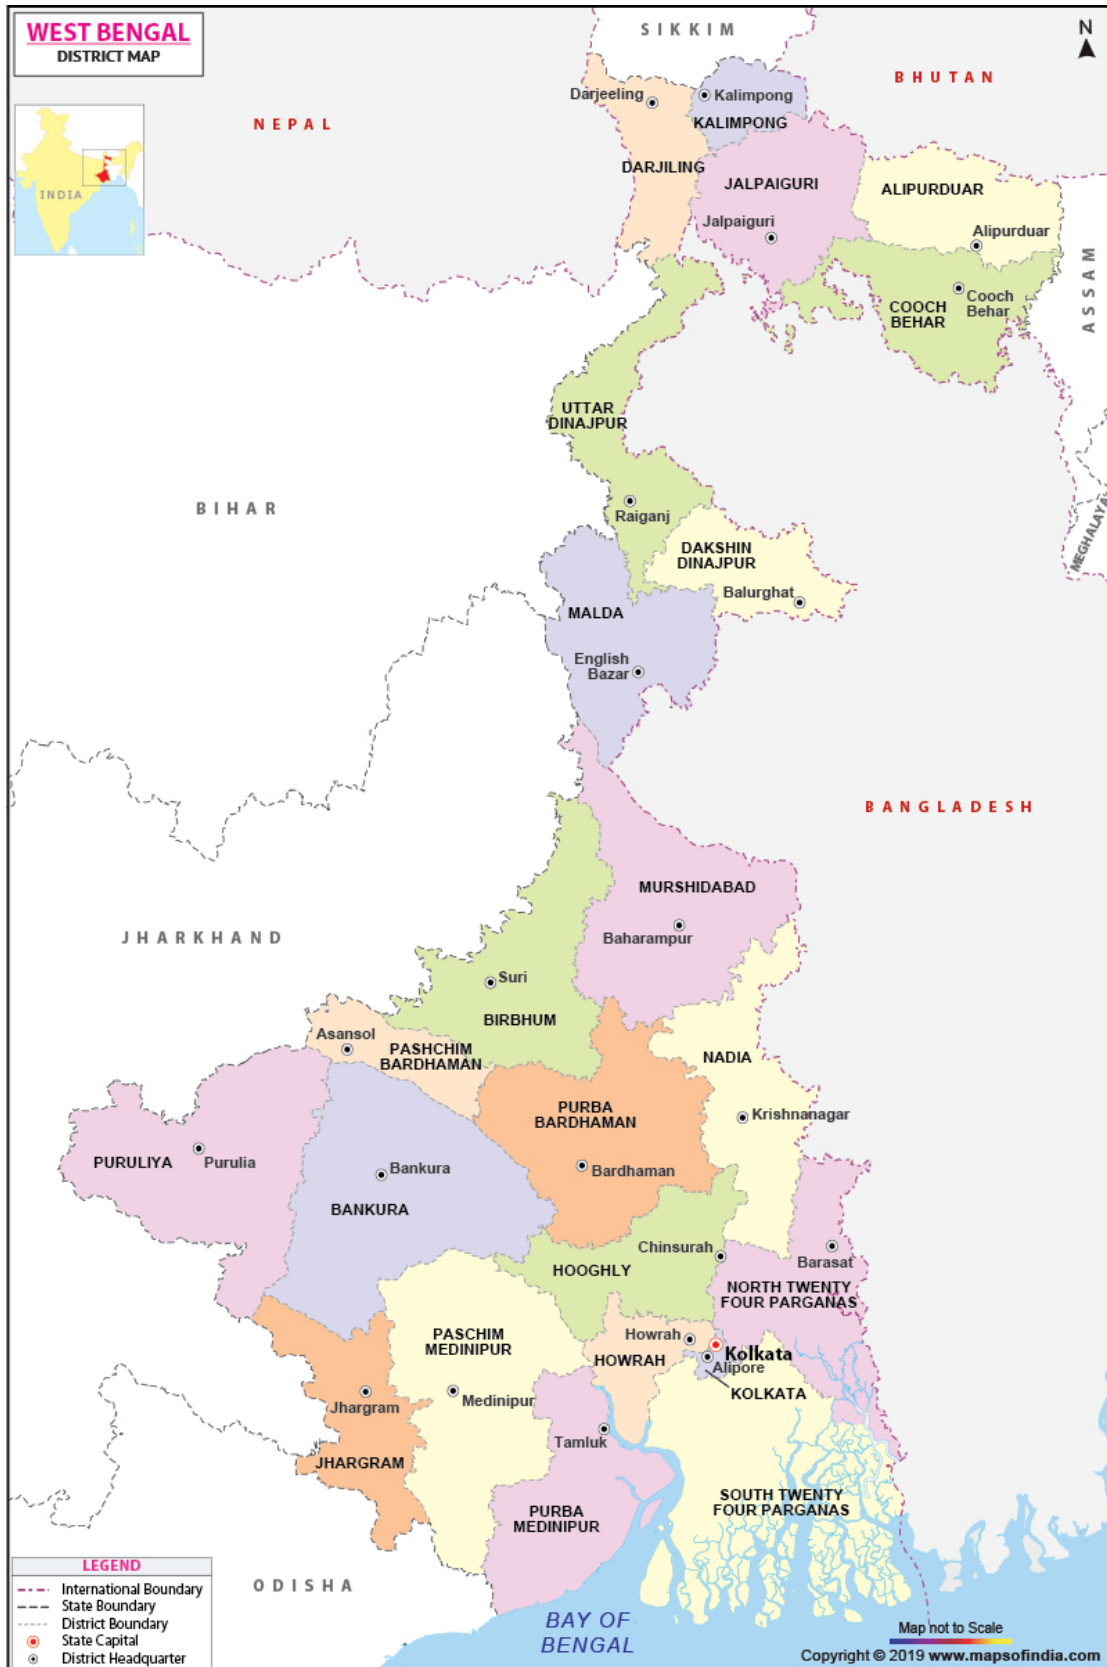 WEST BENGAL
DISTRICT MAP
N
SIKKIM
BHUTAN
NEPAL
INDIA
Darjeeling
Kalimpong
KALIMPONG
DARJILING
JALPAIGURI
Jalpaiguri
ALIPURDUAR
Alipurduar
ASSAM
COOCH
BEHAR
Cooch
Behar
UTTAR
DINAJPUR
BIHAR
Raiganj
MEGHALAYA
DAKSHIN
DINAJPUR
Balurghat
MALDA
English
Bazar
BANGLADESH
MURSHIDABAD
Baharampur
JHARKHAND
Suri
BIRBHUM
Asansol
PASHCHIM
BARDHAMAN
NADIA
PURBA
BARDHAMAN
Krishnanagar
PURULIYA
Purulia
Bankura
BANKURA
Bardhaman
Chinsurah
HOOGHLY
Barasat
NORTH TWENTY
FOUR PARGANAS
PASCHIM
MEDINIPUR
Howrah
HOWRAH
Kolkata
Alipore
KOLKATA
Jhargram
Medinipur
JHARGRAM
Tamluk
PURBA
MEDINIPUR
SOUTH TWENTY
FOUR PARGANAS
ODISHA
BAY OF
BENGAL
LEGEND
International Boundary
State Boundary
District Boundary
State Capital
District Headquarter
Map not to Scale
Copyright © 2019 www.mapsofindia.com